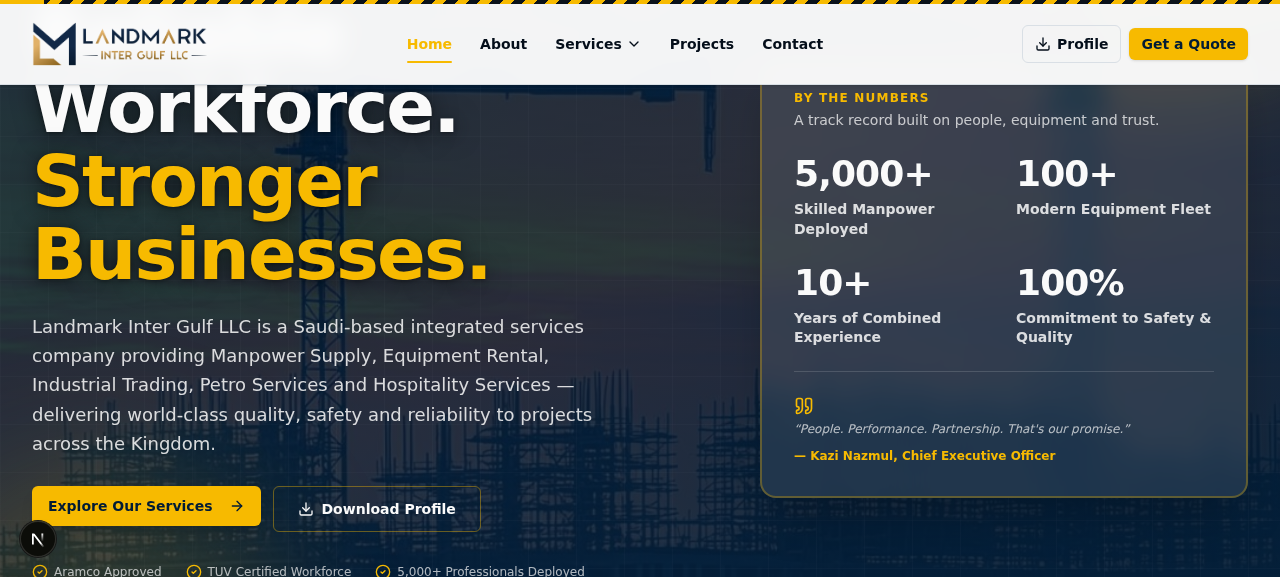 LANDMARK
INTER GULF LLC
Home
About
Services
Projects
Contact
Profile
Get a Quote
Workforce.
Stronger
Businesses.
Landmark Inter Gulf LLC is a Saudi-based integrated services
company providing Manpower Supply, Equipment Rental,
Industrial Trading, Petro Services and Hospitality Services —
delivering world-class quality, safety and reliability to projects
across the Kingdom.
Explore Our Services
Download Profile
N
Aramco Approved
TUV Certified Workforce
5,000+ Professionals Deployed
BY THE NUMBERS
A track record built on people, equipment and trust.
5,000+
Skilled Manpower
Deployed
100+
Modern Equipment Fleet
10+
Years of Combined
Experience
100%
Commitment to Safety &
Quality
“People. Performance. Partnership. That's our promise.”
— Kazi Nazmul, Chief Executive Officer